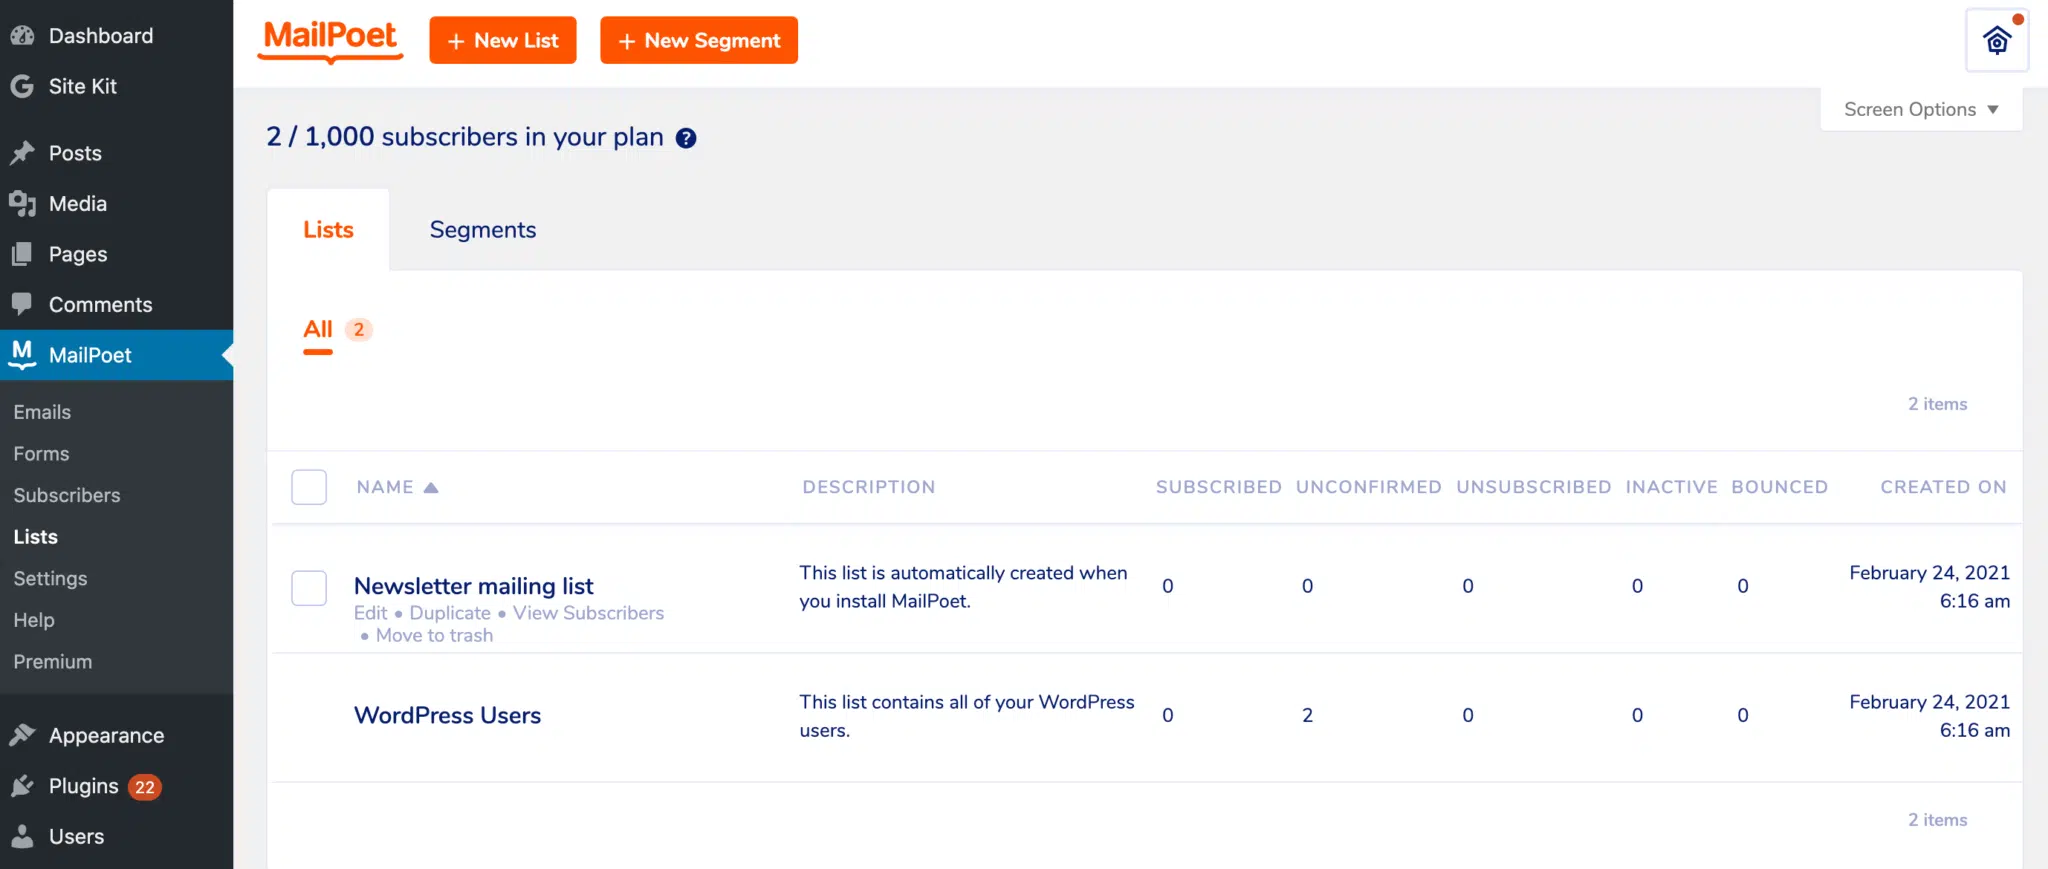 Dashboard
Site Kit
Posts
Media
Pages
Comments
MailPoet
Emails
Forms
Subscribers
Lists
Settings
Help
Premium
Appearance
Plugins 22
Users
MailPoet + New List + New Segment
Screen Options ▼
2 / 1,000 subscribers in your plan ?
Lists Segments
All 2
2 items
NAME ▲ DESCRIPTION SUBSCRIBED UNCONFIRMED UNSUBSCRIBED INACTIVE BOUNCED CREATED ON
Newsletter mailing list
Edit • Duplicate • View Subscribers
• Move to trash
This list is automatically created when
you install MailPoet.
0 0 0 0 0
February 24, 2021
6:16 am
WordPress Users
This list contains all of your WordPress
users.
0 2 0 0 0
February 24, 2021
6:16 am
2 items